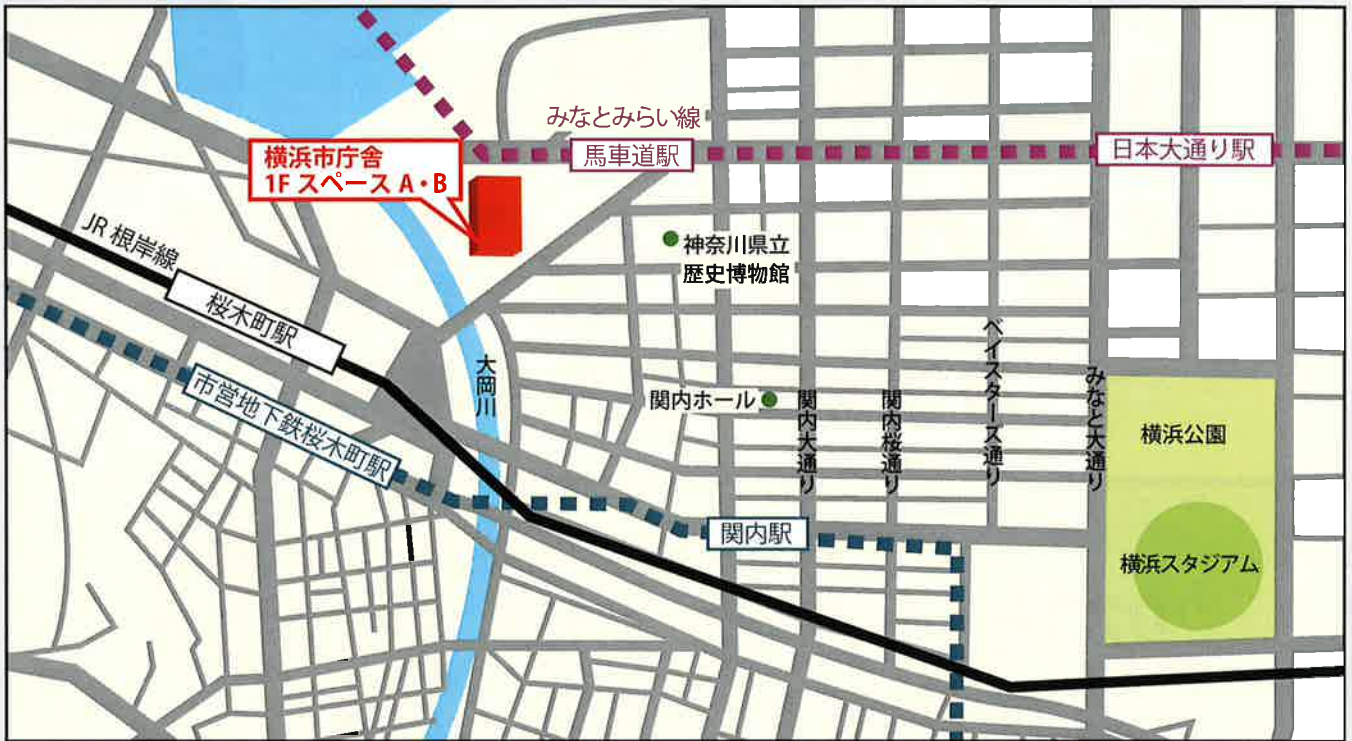 みなとみらい線
馬車道駅
日本大通り駅
横浜市庁舎
1F スペース A・B
JR 根岸線
桜木町駅
市営地下鉄桜木町駅
神奈川県立
歴史博物館
大岡川
関内ホール
関内大通り
関内桜通り
ベイスターズ通り
みなと大通り
横浜公園
関内駅
横浜スタジアム